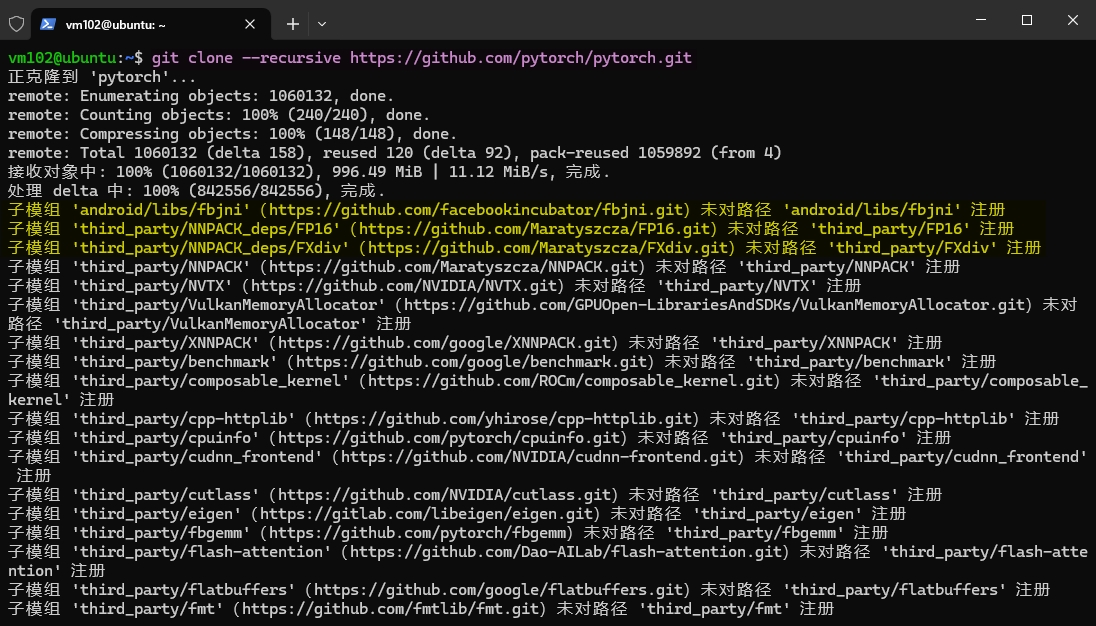 vm102@ubuntu: ~
vm102@ubuntu:~$ git clone --recursive https://github.com/pytorch/pytorch.git
正克隆到 'pytorch'...
remote: Enumerating objects: 1060132, done.
remote: Counting objects: 100% (240/240), done.
remote: Compressing objects: 100% (148/148), done.
remote: Total 1060132 (delta 158), reused 120 (delta 92), pack-reused 1059892 (from 4)
接收对象中: 100% (1060132/1060132), 996.49 MiB | 11.12 MiB/s, 完成.
处理 delta 中: 100% (842556/842556), 完成.
子模组 'android/libs/fbjni' (https://github.com/facebookincubator/fbjni.git) 未对路径 'android/libs/fbjni' 注册
子模组 'third_party/NNPACK_deps/FP16' (https://github.com/Maratyszcza/FP16.git) 未对路径 'third_party/FP16' 注册
子模组 'third_party/NNPACK_deps/FXdiv' (https://github.com/Maratyszcza/FXdiv.git) 未对路径 'third_party/FXdiv' 注册
子模组 'third_party/NNPACK' (https://github.com/Maratyszcza/NNPACK.git) 未对路径 'third_party/NNPACK' 注册
子模组 'third_party/NVTX' (https://github.com/NVIDIA/NVTX.git) 未对路径 'third_party/NVTX' 注册
子模组 'third_party/VulkanMemoryAllocator' (https://github.com/GPUOpen-LibrariesAndSDKs/VulkanMemoryAllocator.git) 未对
路径 'third_party/VulkanMemoryAllocator' 注册
子模组 'third_party/XNNPACK' (https://github.com/google/XNNPACK.git) 未对路径 'third_party/XNNPACK' 注册
子模组 'third_party/benchmark' (https://github.com/google/benchmark.git) 未对路径 'third_party/benchmark' 注册
子模组 'third_party/composable_kernel' (https://github.com/ROCm/composable_kernel.git) 未对路径 'third_party/composable_
kernel' 注册
子模组 'third_party/cpp-httplib' (https://github.com/yhirose/cpp-httplib.git) 未对路径 'third_party/cpp-httplib' 注册
子模组 'third_party/cpuinfo' (https://github.com/pytorch/cpuinfo.git) 未对路径 'third_party/cpuinfo' 注册
子模组 'third_party/cudnn_frontend' (https://github.com/NVIDIA/cudnn-frontend.git) 未对路径 'third_party/cudnn_frontend'
注册
子模组 'third_party/cutlass' (https://github.com/NVIDIA/cutlass.git) 未对路径 'third_party/cutlass' 注册
子模组 'third_party/eigen' (https://gitlab.com/libeigen/eigen.git) 未对路径 'third_party/eigen' 注册
子模组 'third_party/fbgemm' (https://github.com/pytorch/fbgemm) 未对路径 'third_party/fbgemm' 注册
子模组 'third_party/flash-attention' (https://github.com/Dao-AILab/flash-attention.git) 未对路径 'third_party/flash-atte
ntion' 注册
子模组 'third_party/flatbuffers' (https://github.com/google/flatbuffers.git) 未对路径 'third_party/flatbuffers' 注册
子模组 'third_party/fmt' (https://github.com/fmtlib/fmt.git) 未对路径 'third_party/fmt' 注册